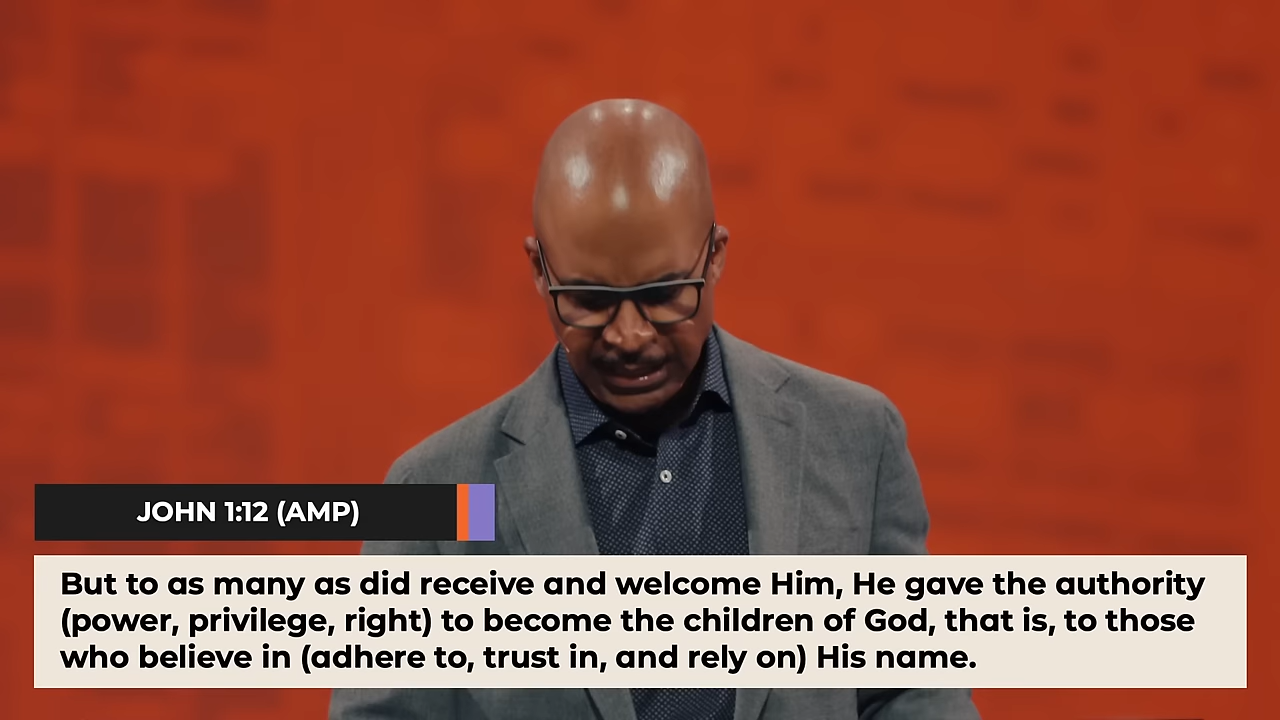 JOHN 1:12 (AMP)
But to as many as did receive and welcome Him, He gave the authority
(power, privilege, right) to become the children of God, that is, to those
who believe in (adhere to, trust in, and rely on) His name.